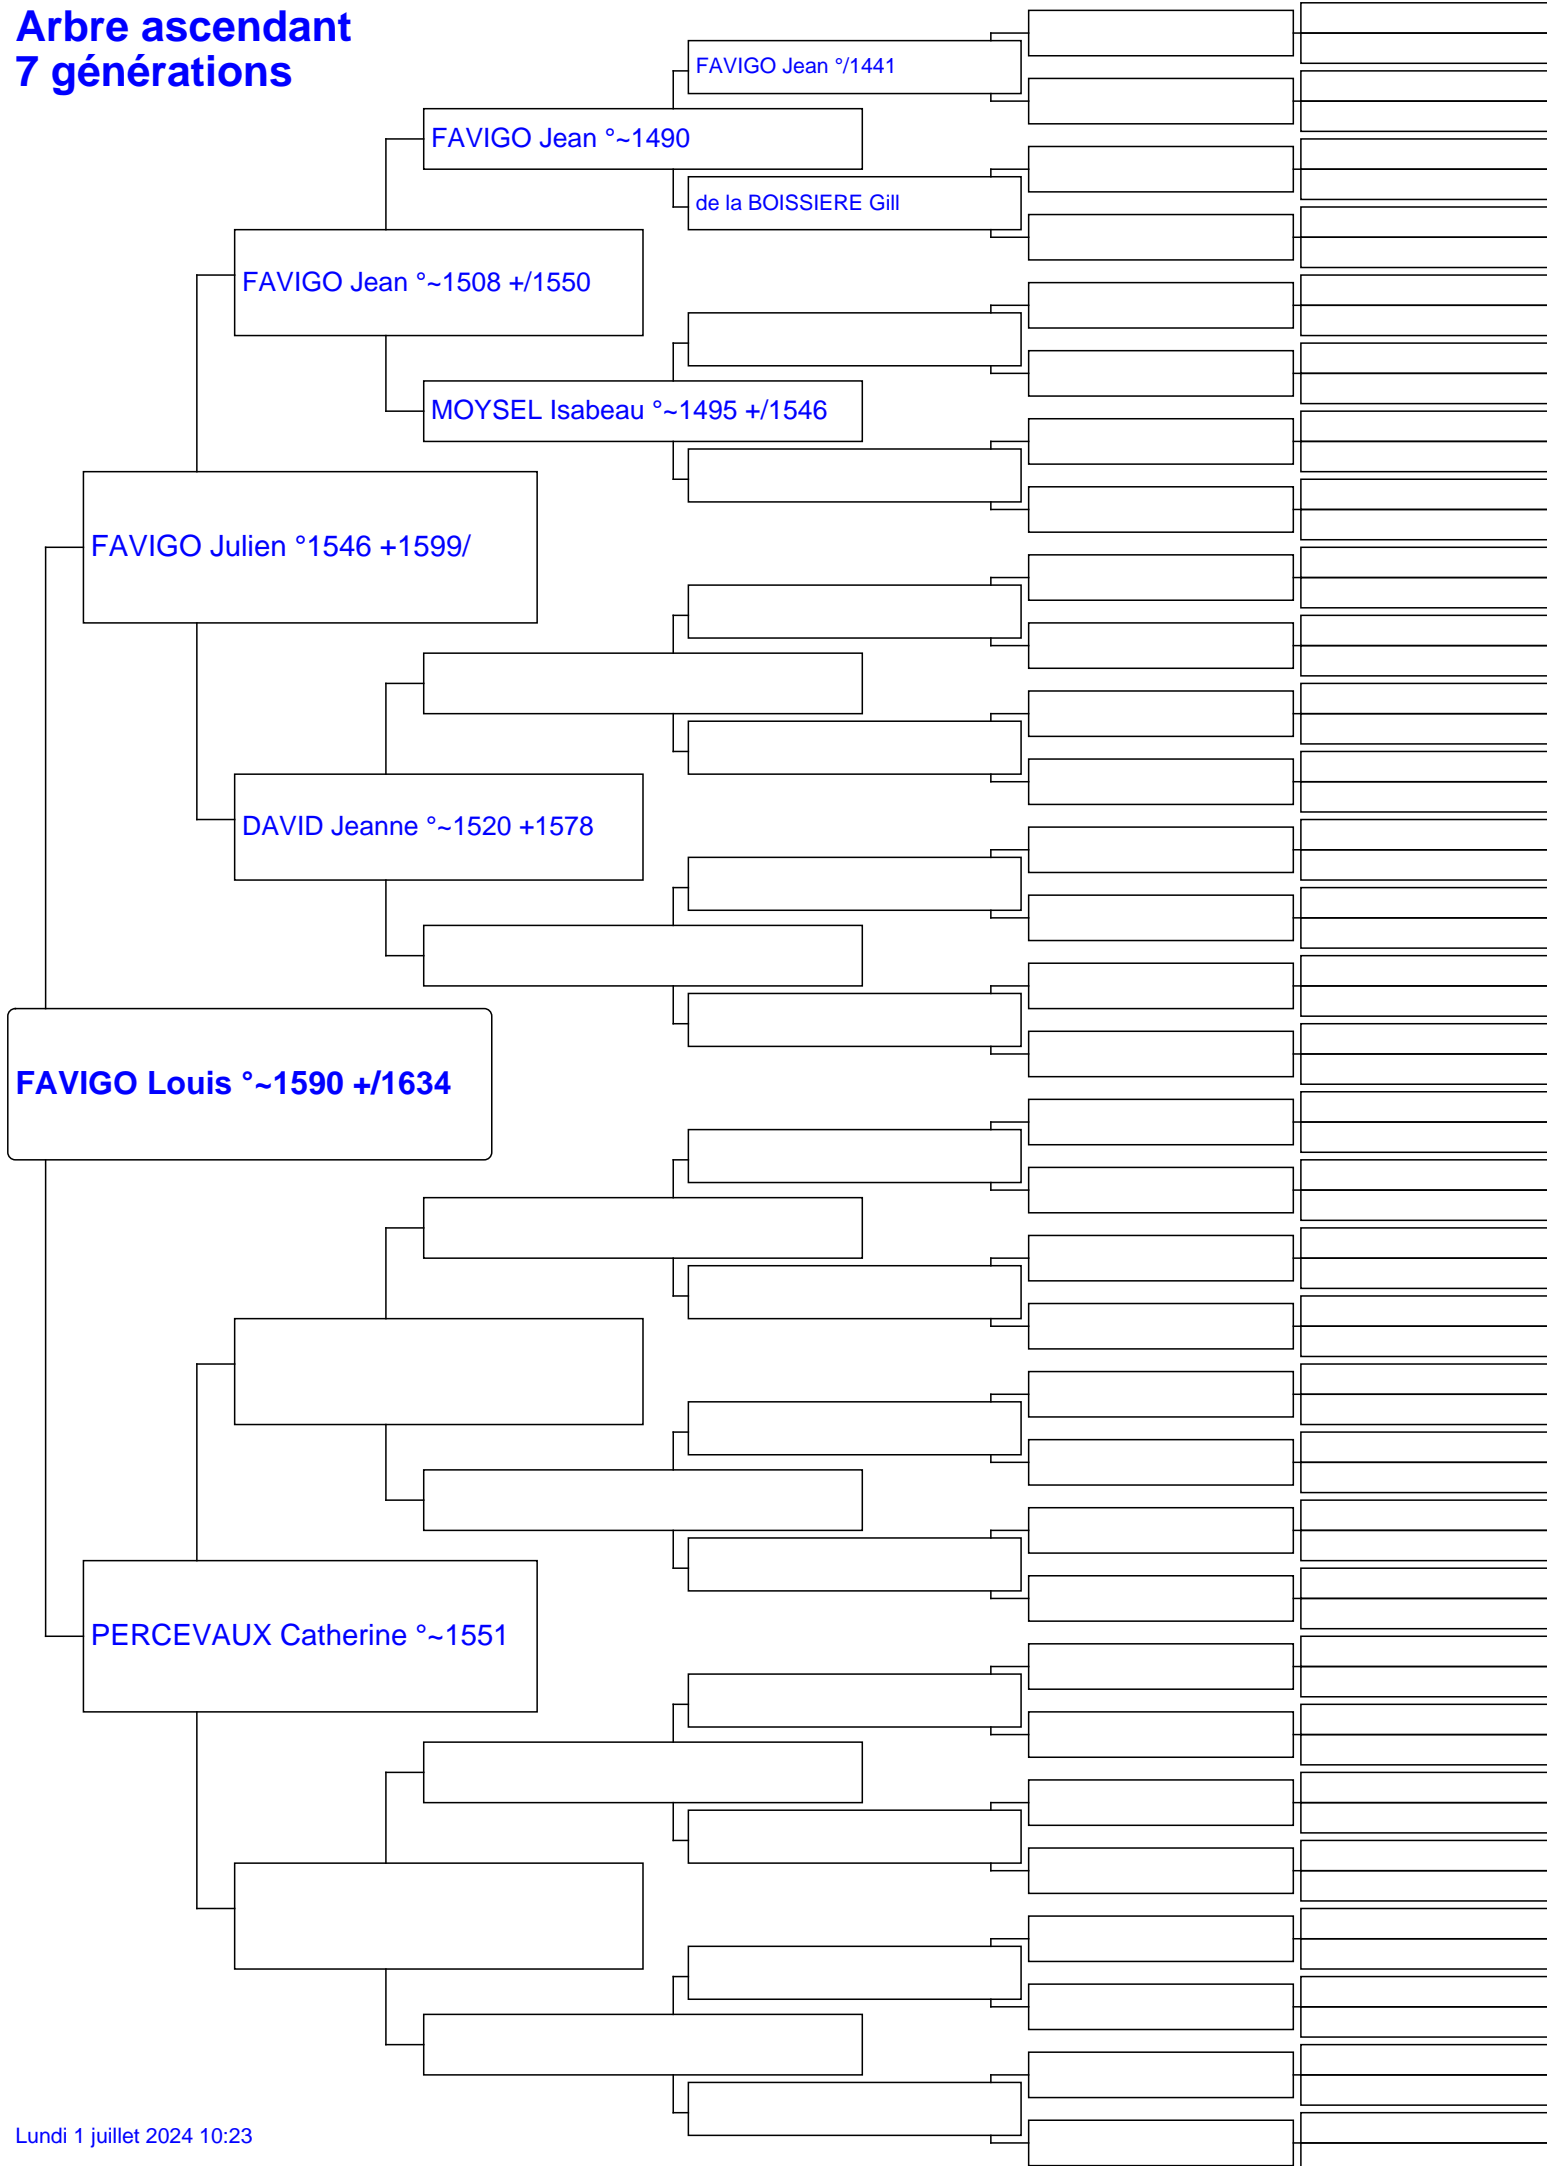 Arbre ascendant
7 générations
FAVIGO Jean °/1441
FAVIGO Jean °~1490
de la BOISSIERE Gill
FAVIGO Jean °~1508 +/1550
MOYSEL Isabeau °~1495 +/1546
FAVIGO Julien °1546 +1599/
DAVID Jeanne °~1520 +1578
FAVIGO Louis °~1590 +/1634
PERCEVAUX Catherine °~1551
Lundi 1 juillet 2024 10:23